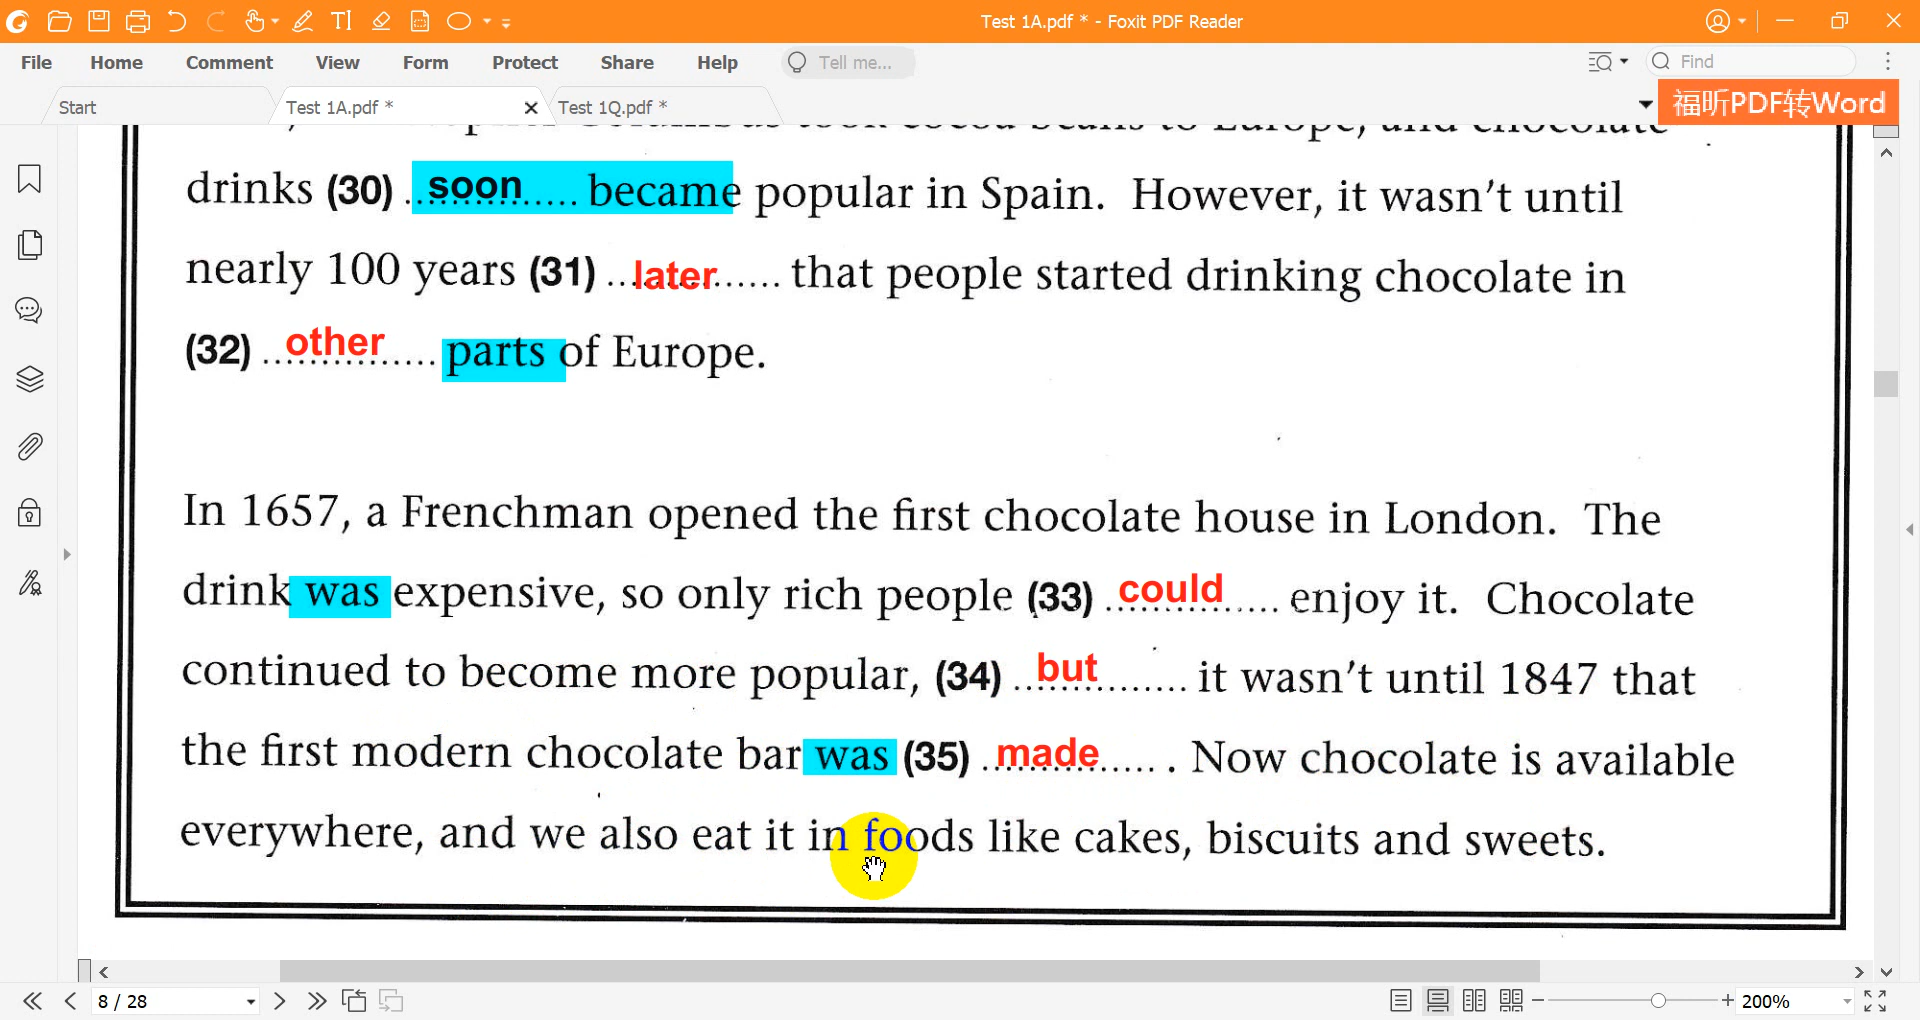 Test 1A.pdf * - Foxit PDF Reader
File Home Comment View Form Protect Share Help Tell me... Find
Start Test 1A.pdf * Test 1Q.pdf * 福昕PDF转Word
drinks (30) soon became popular in Spain. However, it wasn't until
nearly 100 years (31) later that people started drinking chocolate in
(32) other parts of Europe.
In 1657, a Frenchman opened the first chocolate house in London. The
drink was expensive, so only rich people (33) could enjoy it. Chocolate
continued to become more popular, (34) but it wasn't until 1847 that
the first modern chocolate bar was (35) made. Now chocolate is available
everywhere, and we also eat it in foods like cakes, biscuits and sweets.
8 / 28 200%